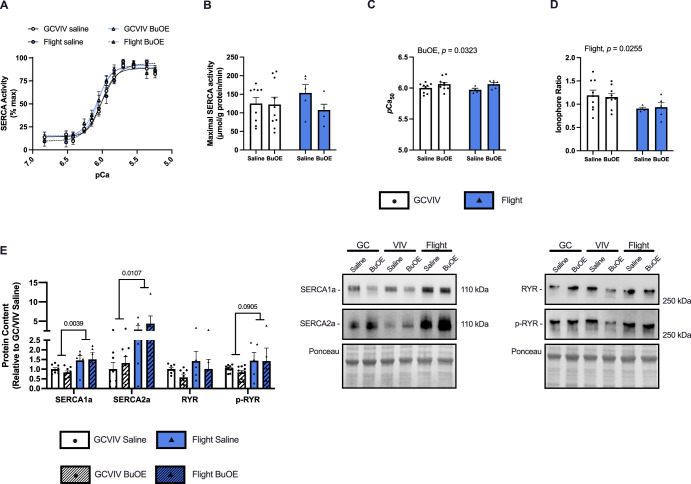 A
GCVIV saline
GCVIV BuOE
Flight saline
Flight BuOE
SERCA Activity
(% max)
100
75
50
25
0
7.0
6.5
6.0
5.5
5.0
pCa
B
Maximal SERCA activity
(μmol/g protein/min)
300
250
200
150
100
50
0
Saline BuOE Saline BuOE
C
BuOE, p = 0.0323
pCa50
7.0
6.5
6.0
5.5
5.0
Saline BuOE Saline BuOE
D
Flight, p = 0.0255
Ionophore Ratio
2.0
1.5
1.0
0.5
0.0
Saline BuOE Saline BuOE
GCVIV
Flight
E
Protein Content
(Relative to GC/VIV Saline)
20
15
10
5
2.5
2.0
1.5
1.0
0.5
0.0
0.0039
0.0107
0.0905
SERCA1a SERCA2a RYR p-RYR
GCVIV Saline
Flight Saline
GCVIV BuOE
Flight BuOE
GC VIV Flight
Saline BuOE Saline BuOE Saline BuOE
SERCA1a - 110 kDa
SERCA2a - 110 kDa
Ponceau
GC VIV Flight
Saline BuOE Saline BuOE Saline BuOE
RYR -
250 kDa
p-RYR -
250 kDa
Ponceau